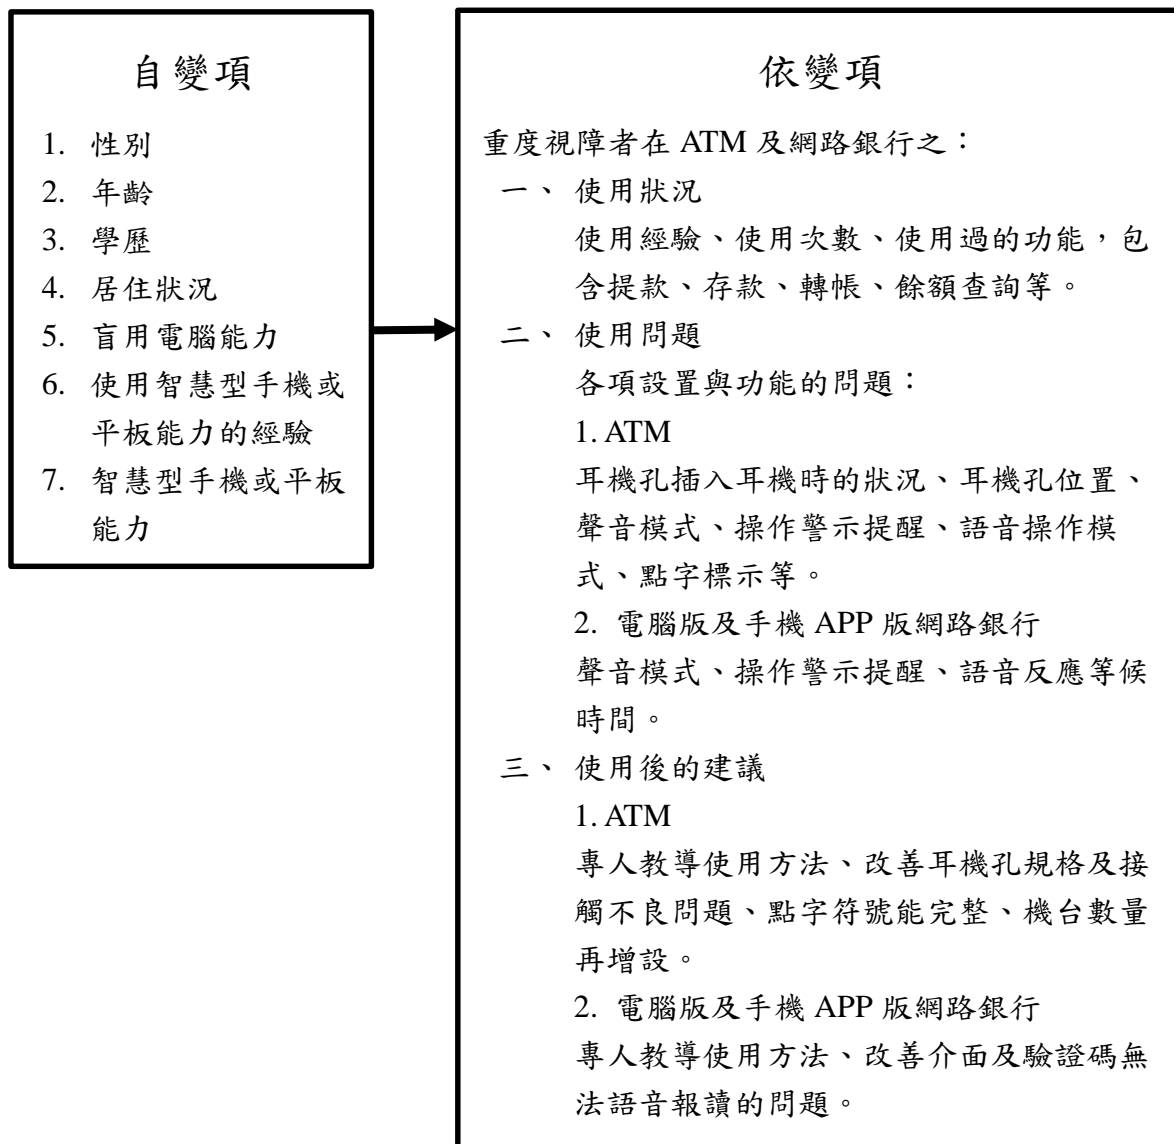 自變項
1. 性別
2. 年齡
3. 學歷
4. 居住狀況
5. 盲用電腦能力
6. 使用智慧型手機或
平板能力的經驗
7. 智慧型手機或平板
能力
依變項
重度視障者在 ATM 及網路銀行之：
一、 使用狀況
使用經驗、使用次數、使用過的功能，包
含提款、存款、轉帳、餘額查詢等。
二、 使用問題
各項設置與功能的問題：
1. ATM
耳機孔插入耳機時的狀況、耳機孔位置、
聲音模式、操作警示提醒、語音操作模
式、點字標示等。
2. 電腦版及手機 APP 版網路銀行
聲音模式、操作警示提醒、語音反應等候
時間。
三、 使用後的建議
1. ATM
專人教導使用方法、改善耳機孔規格及接
觸不良問題、點字符號能完整、機台數量
再增設。
2. 電腦版及手機 APP 版網路銀行
專人教導使用方法、改善介面及驗證碼無
法語音報讀的問題。